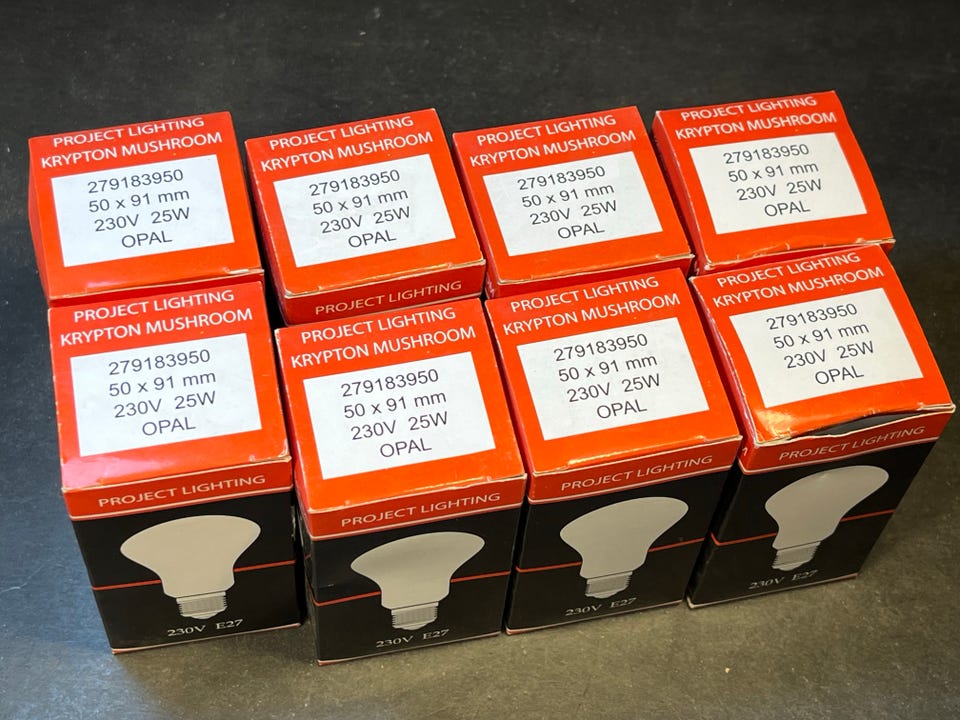 PROJECT LIGHTING
KRYPTON MUSHROOM
279183950
50 x 91 mm
230V 25W
OPAL
PROJECT LIGHTING
KRYPTON MUSHROOM
279183950
50 x 91 mm
230V 25W
OPAL
PROJECT LIGHTING
PROJECT LIGHTING
KRYPTON MUSHROOM
279183950
50 x 91 mm
230V 25W
OPAL
PROJECT LIGHTING
KRYPTON MUSHROOM
279183950
50 x 91 mm
230V 25W
OPAL
PROJECT LIGHTING
KRYPTON MUSHROOM
279183950
50 x 91 mm
230V 25W
OPAL
PROJECT LIGHTING
230V E27
PROJECT LIGHTING
KRYPTON MUSHROOM
279183950
50 x 91 mm
230V 25W
OPAL
PROJECT LIGHTING
230V E27
PROJECT LIGHTING
KRYPTON MUSHROOM
279183950
50 x 91 mm
230V 25W
OPAL
PROJECT LIGHTING
230V E27
PROJECT LIGHTING
KRYPTON MUSHROOM
279183950
50 x 91 mm
230V 25W
OPAL
PROJECT LIGHTING
230V E27